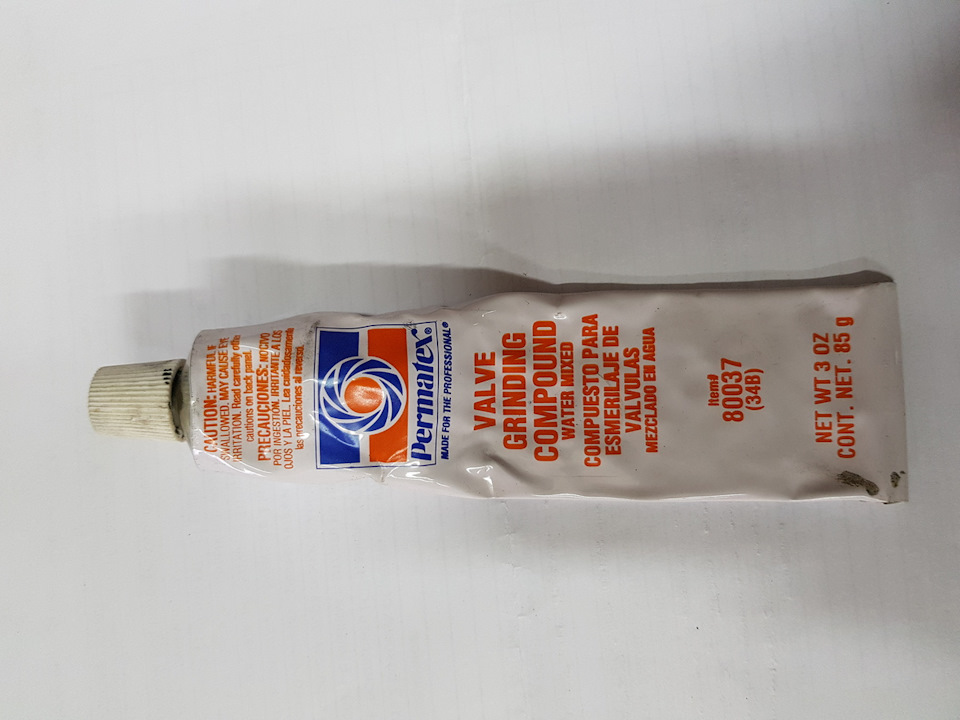 CAUTION: HARMFUL IF
SWALLOWED. MAY CAUSE EYE
IRRITATION. Read carefully other
cautions on back panel.
PRECAUCIONES: NOCIVO
POR INGESTION. IRRITANTE A LOS
OJOS Y LA PIEL. Lea cuidadosamente
las precauciones al reverso.
Permatex®
MADE FOR THE PROFESSIONAL®
VALVE
GRINDING
COMPOUND
WATER MIXED
COMPUESTO PARA
ESMERILAJE DE
VALVULAS
MEZCLADO EN AGUA
Item#
80037
(34B)
NET WT 3 OZ
CONT. NET. 85 g